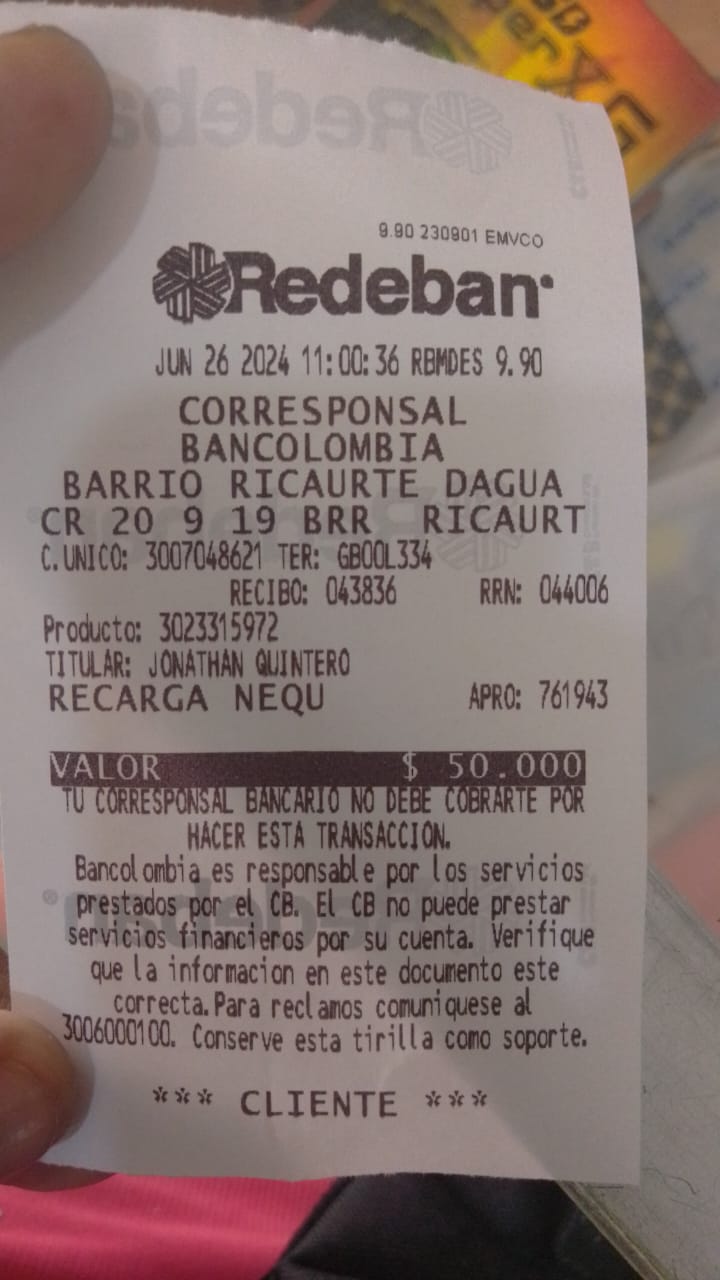 9.90 230901 EMVCO
Redeban
JUN 26 2024 11:00:36 RBMDES 9.90
CORRESPONSAL
BANCOLOMBIA
BARRIO RICAURTE DAGUA
CR 20 9 19 BRR RICAURT
C.UNICO: 3007048621 TER: GB00L334
RECIBO: 043836 RRN: 044006
Producto: 3023315972
TITULAR: JONATHAN QUINTERO
RECARGA NEQU APRO: 761943
VALOR $ 50.000
TU CORRESPONSAL BANCARIO NO DEBE COBRARTE POR
HACER ESTA TRANSACCION.
Bancolombia es responsable por los servicios
prestados por el CB. El CB no puede prestar
servicios financieros por su cuenta. Verifique
que la informacion en este documento este
correcta.Para reclamos comuniquese al
3006000100. Conserve esta tirilla como soporte.
*** CLIENTE ***